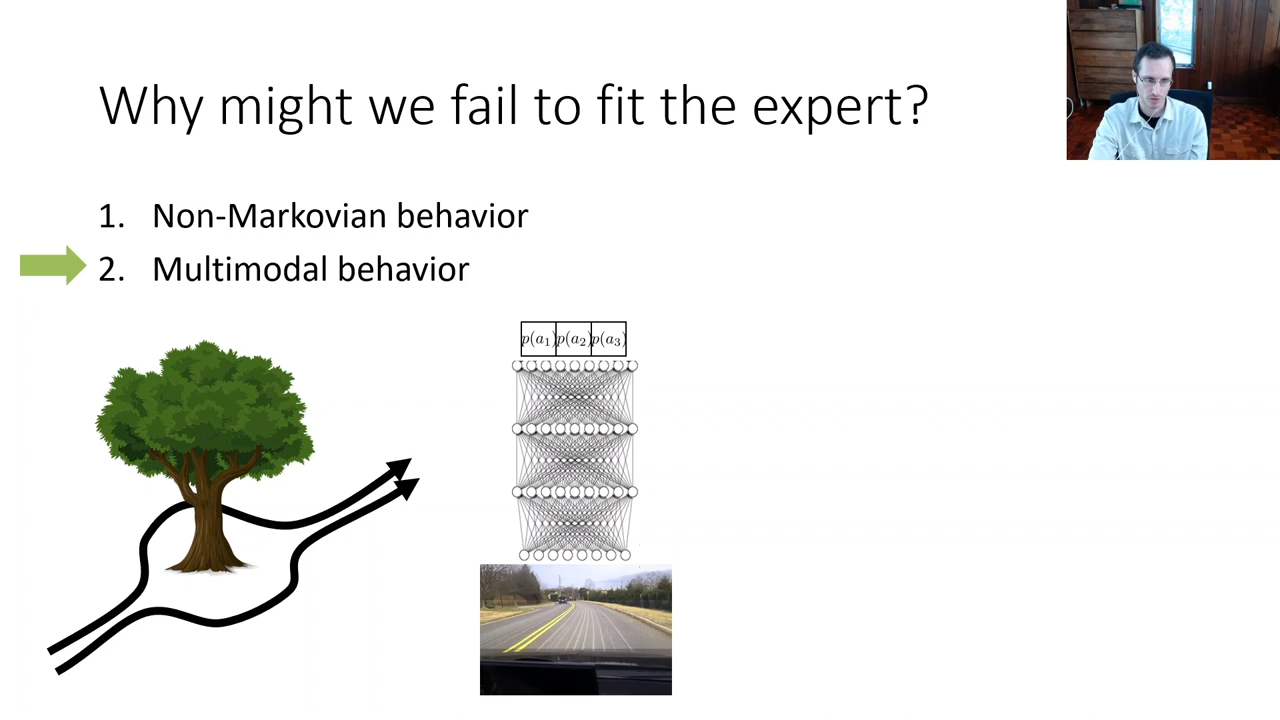 Why might we fail to fit the expert?
1. Non-Markovian behavior
2. Multimodal behavior
p(a₁) p(a₂) p(a₃)